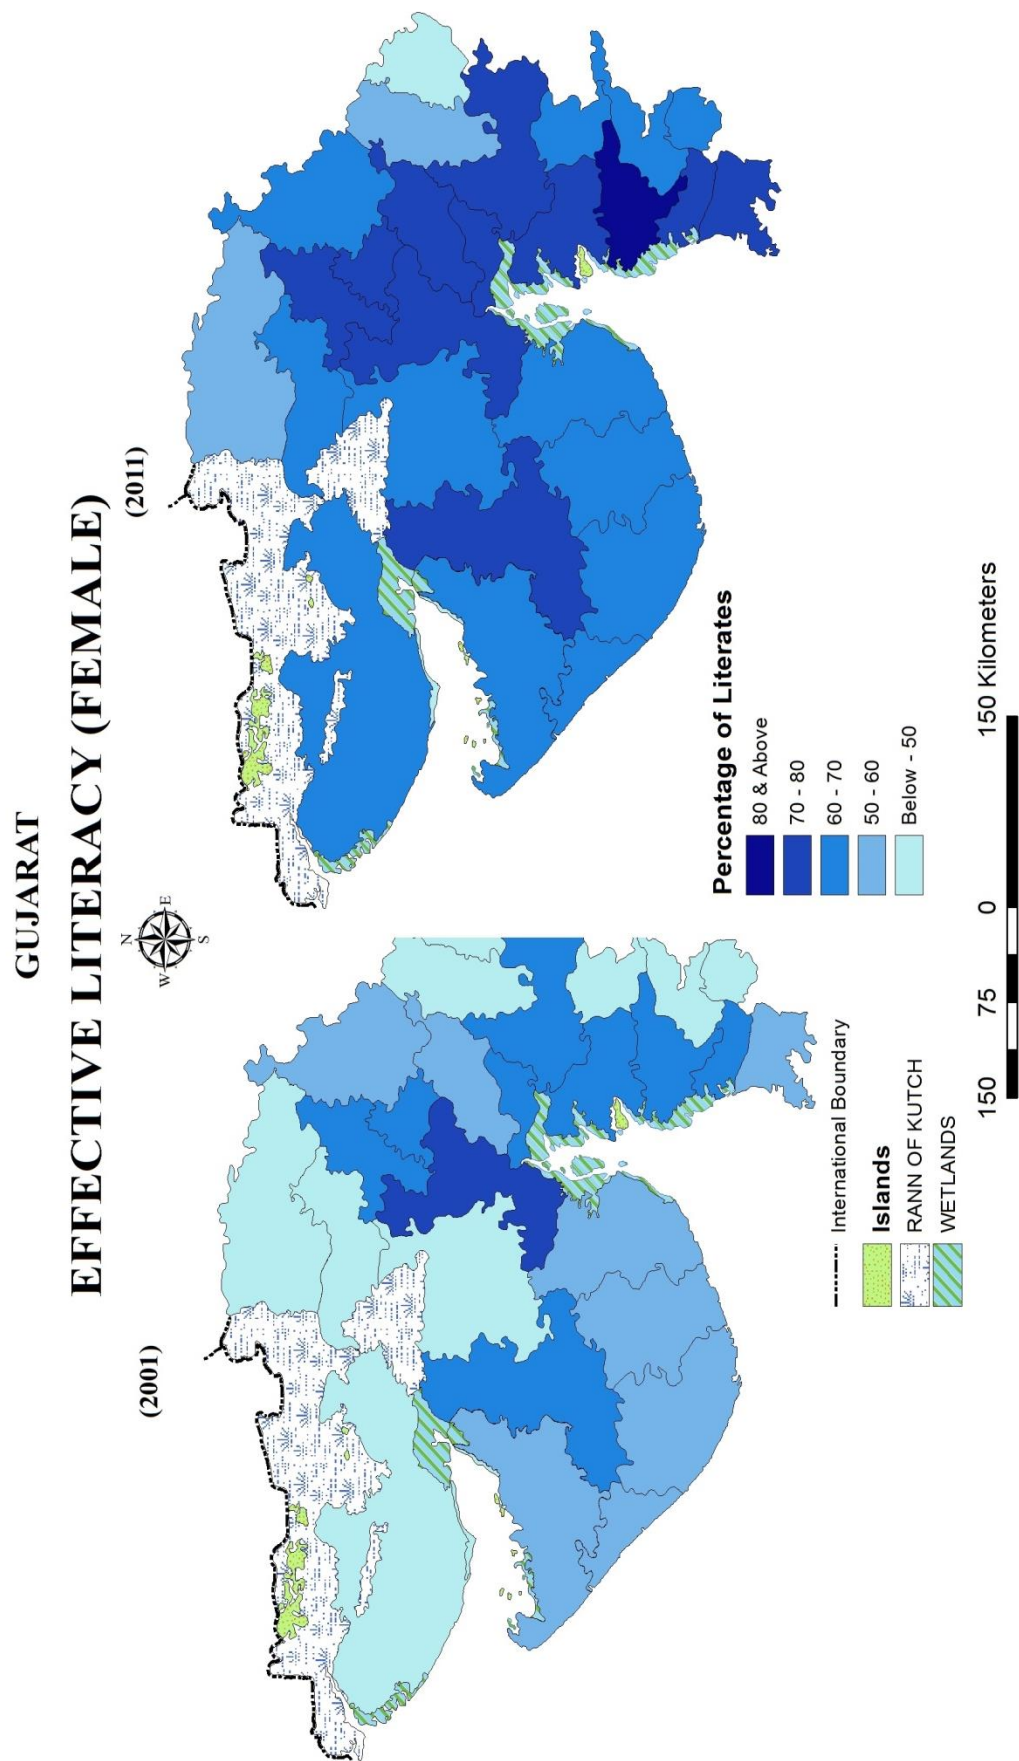 GUJARAT
EFFECTIVE LITERACY (FEMALE)
(2001)
(2011)
N
W
E
S
International Boundary
Islands
RANN OF KUTCH
WETLANDS
Percentage of Literates
80 & Above
70 - 80
60 - 70
50 - 60
Below - 50
150
75
0
150 Kilometers